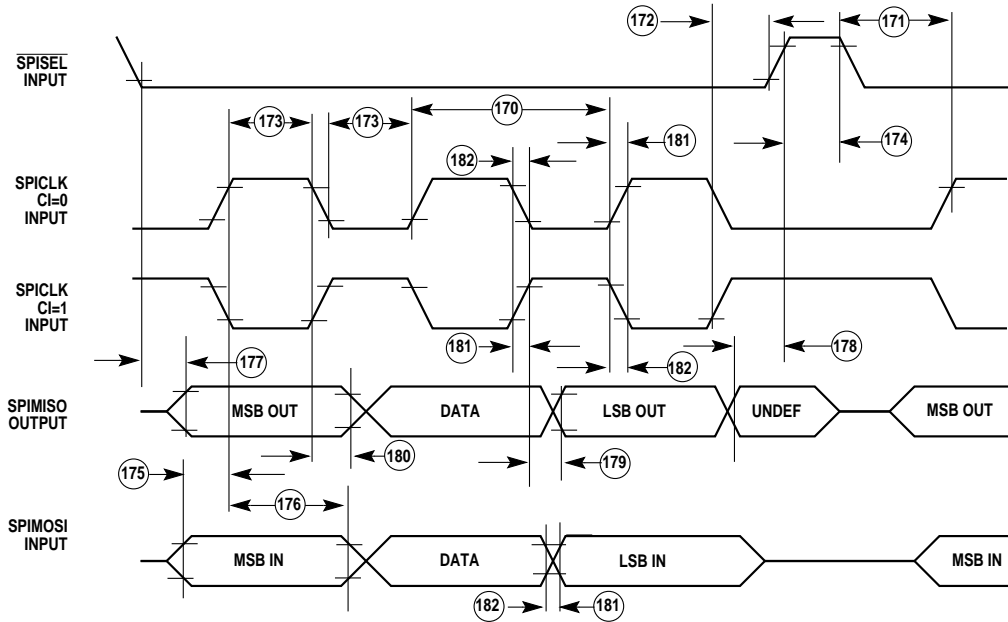 172
171
SPISEL
INPUT
173
173
170
174
182
181
SPICLK
CI=0
INPUT
SPICLK
CI=1
INPUT
181
182
178
177
SPIMISO
OUTPUT
MSB OUT
DATA
LSB OUT
UNDEF
MSB OUT
180
179
175
176
SPIMOSI
INPUT
MSB IN
DATA
LSB IN
MSB IN
182
181